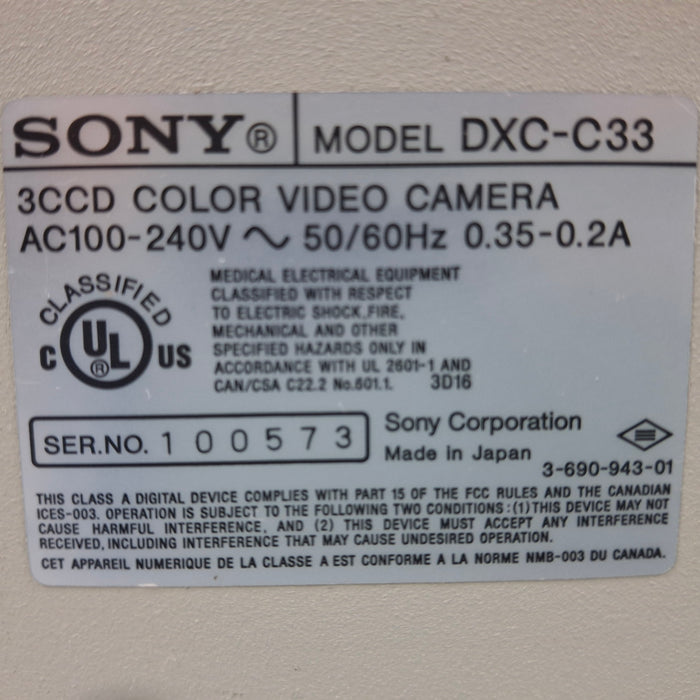 SONY® MODEL DXC-C33
3CCD COLOR VIDEO CAMERA
AC100-240V ～ 50/60Hz 0.35-0.2A
CLASSIFIED
C UL® US
MEDICAL ELECTRICAL EQUIPMENT
CLASSIFIED WITH RESPECT
TO ELECTRIC SHOCK,FIRE,
MECHANICAL AND OTHER
SPECIFIED HAZARDS ONLY IN
ACCORDANCE WITH UL 2601-1 AND
CAN/CSA C22.2 No.601.1. 3D16
SER.NO. 100573
Sony Corporation
Made in Japan
3-690-943-01
THIS CLASS A DIGITAL DEVICE COMPLIES WITH PART 15 OF THE FCC RULES AND THE CANADIAN
ICES-003. OPERATION IS SUBJECT TO THE FOLLOWING TWO CONDITIONS:(1)THIS DEVICE MAY NOT
CAUSE HARMFUL INTERFERENCE, AND (2) THIS DEVICE MUST ACCEPT ANY INTERFERENCE
RECEIVED, INCLUDING INTERFERENCE THAT MAY CAUSE UNDESIRED OPERATION.
CET APPAREIL NUMERIQUE DE LA CLASSE A EST CONFORME A LA NORME NMB-003 DU CANADA.